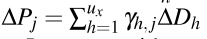 ΔP_j = ∑_{h=1}^{u_x} γ_{h,j} ΔD_h